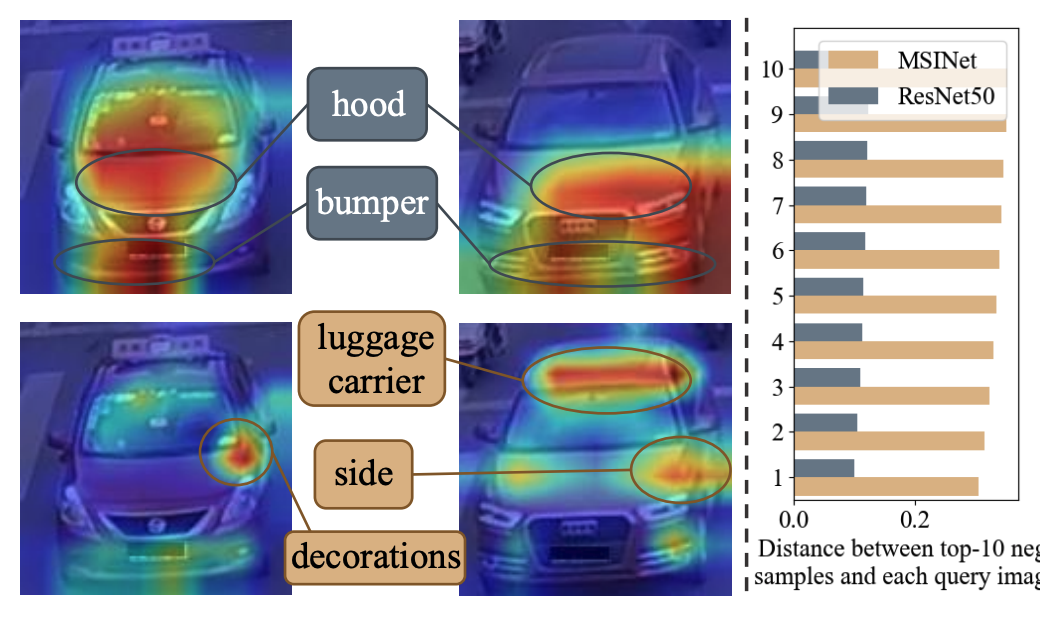 hood
bumper
luggage
carrier
side
decorations
MSINet
ResNet50
10
9
8
7
6
5
4
3
2
1
0.0
0.2
Distance between top-10 neg
samples and each query imag